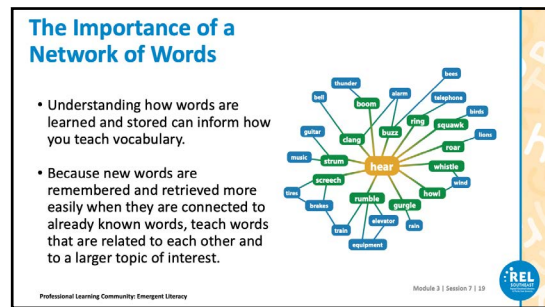 The Importance of a
Network of Words
• Understanding how words are
learned and stored can inform how
you teach vocabulary.
• Because new words are
remembered and retrieved more
easily when they are connected to
already known words, teach words
that are related to each other and
to a larger topic of interest.
bees
thunder
bell
alarm
telephone
boom
ring
birds
guitar
clang
buzz
squawk
lions
music
strum
roar
hear
whistle
screech
wind
tires
howl
rumble
gurgle
brakes
elevator
rain
train
equipment
Professional Learning Community: Emergent Literacy
Module 3 | Session 7 | 19
REL
SOUTHEAST